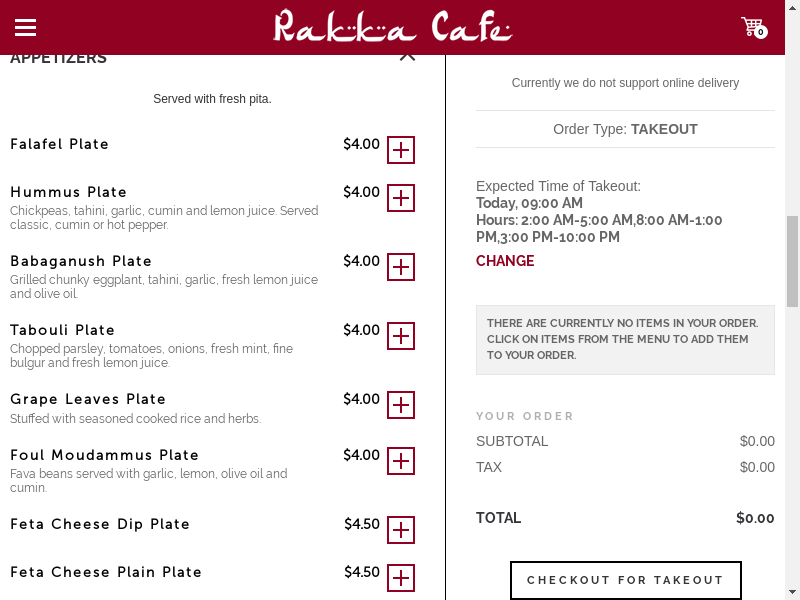 Rakka Cafe
0
APPETIZERS
Served with fresh pita.
Falafel Plate $4.00
Hummus Plate $4.00
Chickpeas, tahini, garlic, cumin and lemon juice. Served
classic, cumin or hot pepper.
Babaganush Plate $4.00
Grilled chunky eggplant, tahini, garlic, fresh lemon juice
and olive oil.
Tabouli Plate $4.00
Chopped parsley, tomatoes, onions, fresh mint, fine
bulgur and fresh lemon juice.
Grape Leaves Plate $4.00
Stuffed with seasoned cooked rice and herbs.
Foul Moudammus Plate $4.00
Fava beans served with garlic, lemon, olive oil and
cumin.
Feta Cheese Dip Plate $4.50
Feta Cheese Plain Plate $4.50
Currently we do not support online delivery
Order Type: TAKEOUT
Expected Time of Takeout:
Today, 09:00 AM
Hours: 2:00 AM-5:00 AM,8:00 AM-1:00
PM,3:00 PM-10:00 PM
CHANGE
THERE ARE CURRENTLY NO ITEMS IN YOUR ORDER.
CLICK ON ITEMS FROM THE MENU TO ADD THEM
TO YOUR ORDER.
YOUR ORDER
SUBTOTAL $0.00
TAX $0.00
TOTAL $0.00
CHECKOUT FOR TAKEOUT